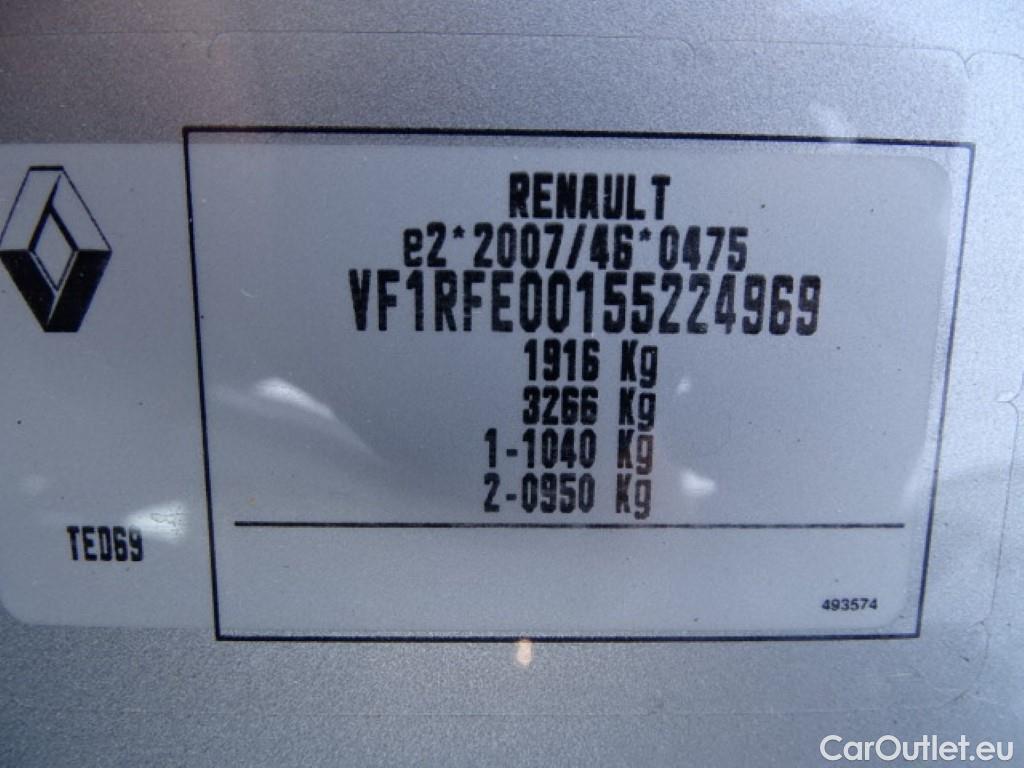 RENAULT
e2*2007/46*0475
VF1RFE00155224969
1916 Kg
3266 Kg
1-1040 Kg
2-0950 Kg
TED69
493574
CarOutlet.eu